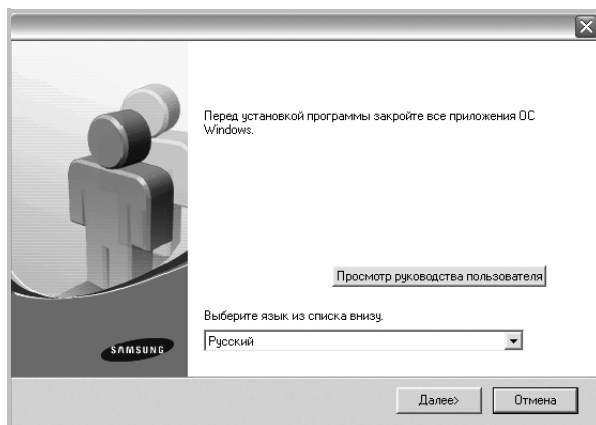 Перед установкой программы закройте все приложения ОС
Windows.
Просмотр руководства пользователя
Выберите язык из списка внизу.
Русский
SAMSUNG
Далее>
Отмена